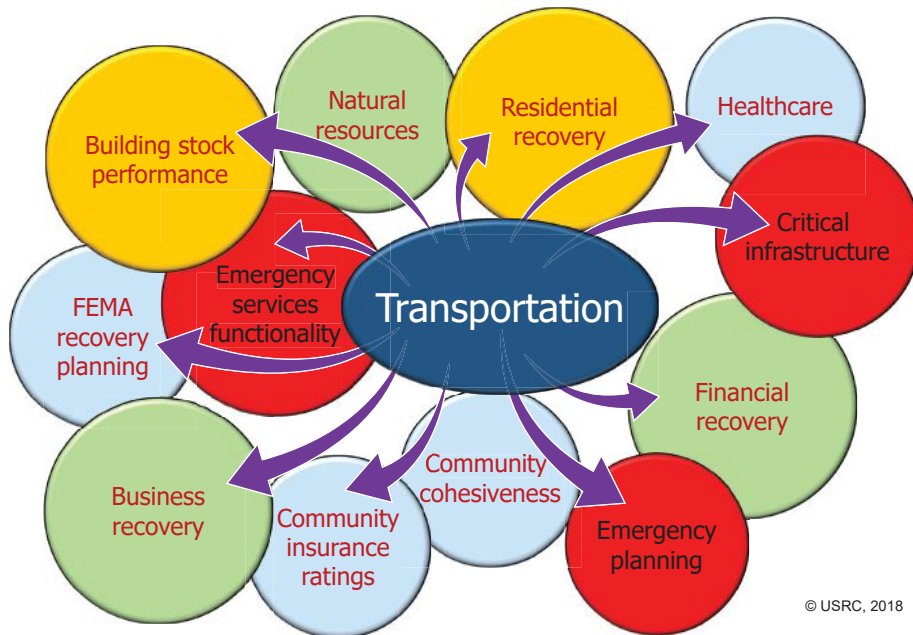 Natural
resources
Residential
recovery
Healthcare
Building stock
performance
Critical
infrastructure
Emergency
services
functionality
Transportation
FEMA
recovery
planning
Financial
recovery
Community
cohesiveness
Business
recovery
Community
insurance
ratings
Emergency
planning
© USRC, 2018